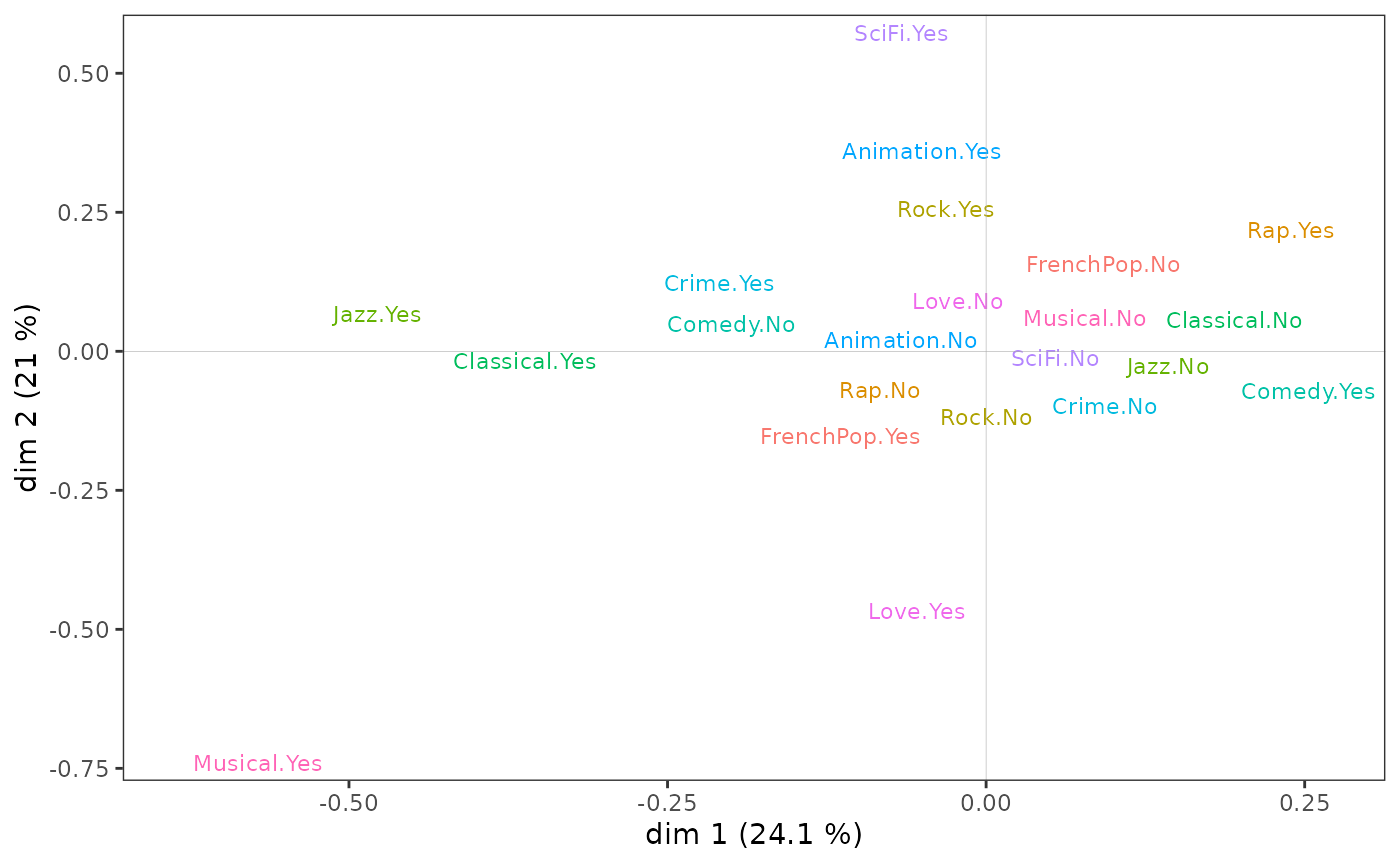 SciFi.Yes
0.50
Animation.Yes
Rock.Yes
0.25
Rap.Yes
FrenchPop.No
Crime.Yes
Love.No
Jazz.Yes
Musical.No
Classical.No
Comedy.No
Animation.No
0.00
SciFi.No
Classical.Yes
Jazz.No
Rap.No
Comedy.Yes
Crime.No
Rock.No
FrenchPop.Yes
-0.25
Love.Yes
-0.50
Musical.Yes
-0.75
dim 2 (21 %)
-0.50
-0.25
0.00
0.25
dim 1 (24.1 %)